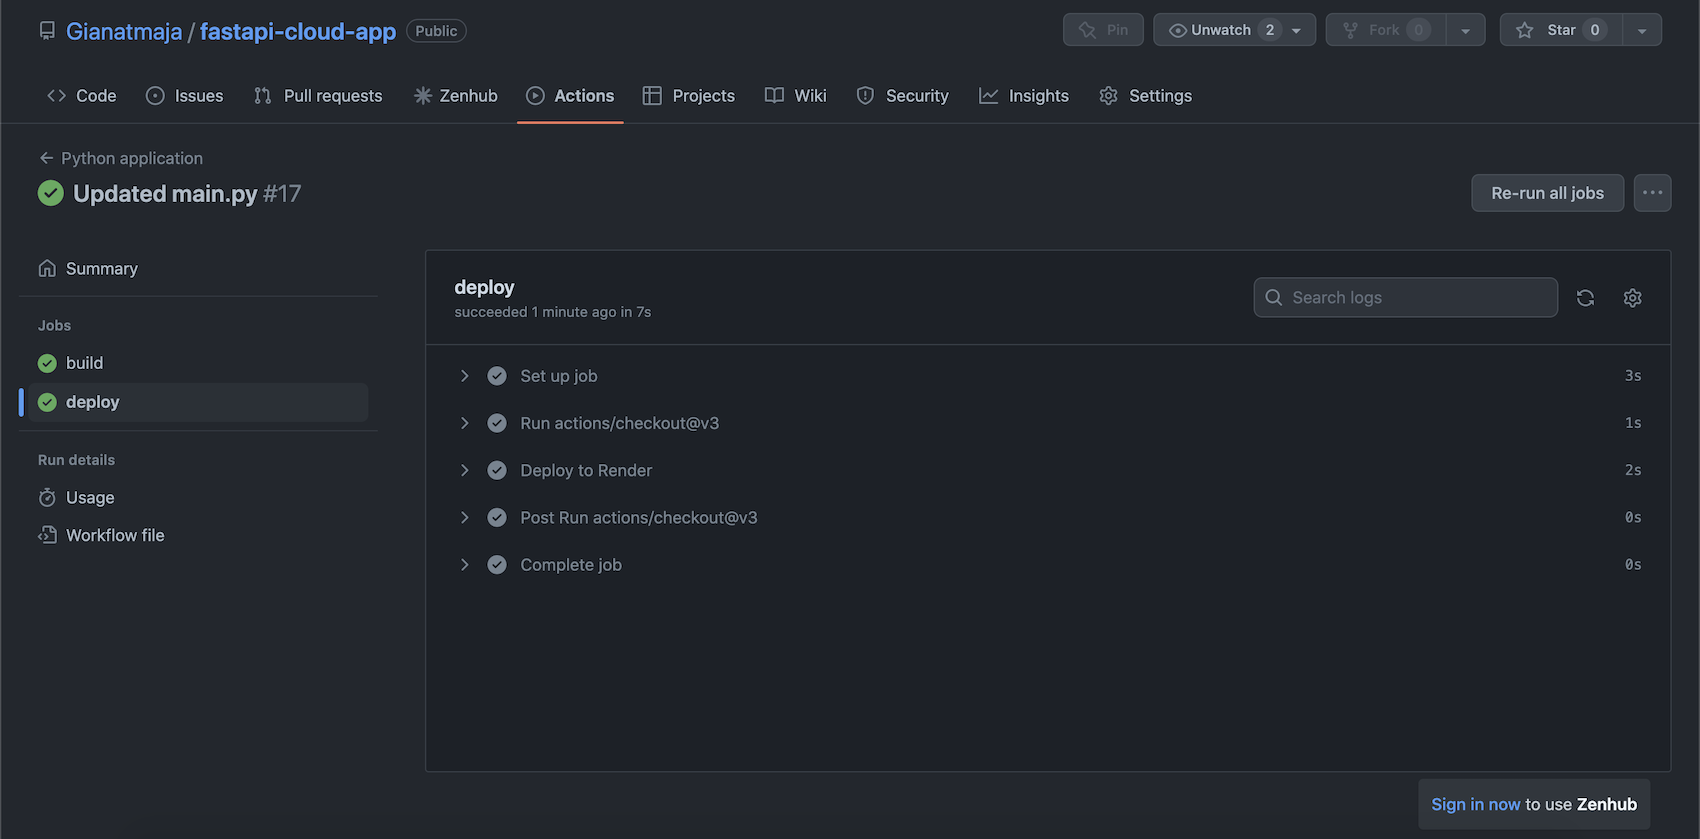 Gianatmaja / fastapi-cloud-app Public
Pin
Unwatch 2
Fork 0
Star 0
Code
Issues
Pull requests
Zenhub
Actions
Projects
Wiki
Security
Insights
Settings
Python application
Updated main.py #17
Re-run all jobs
Summary
Jobs
build
deploy
Run details
Usage
Workflow file
deploy
succeeded 1 minute ago in 7s
Search logs
Set up job 3s
Run actions/checkout@v3 1s
Deploy to Render 2s
Post Run actions/checkout@v3 0s
Complete job 0s
Sign in now to use Zenhub